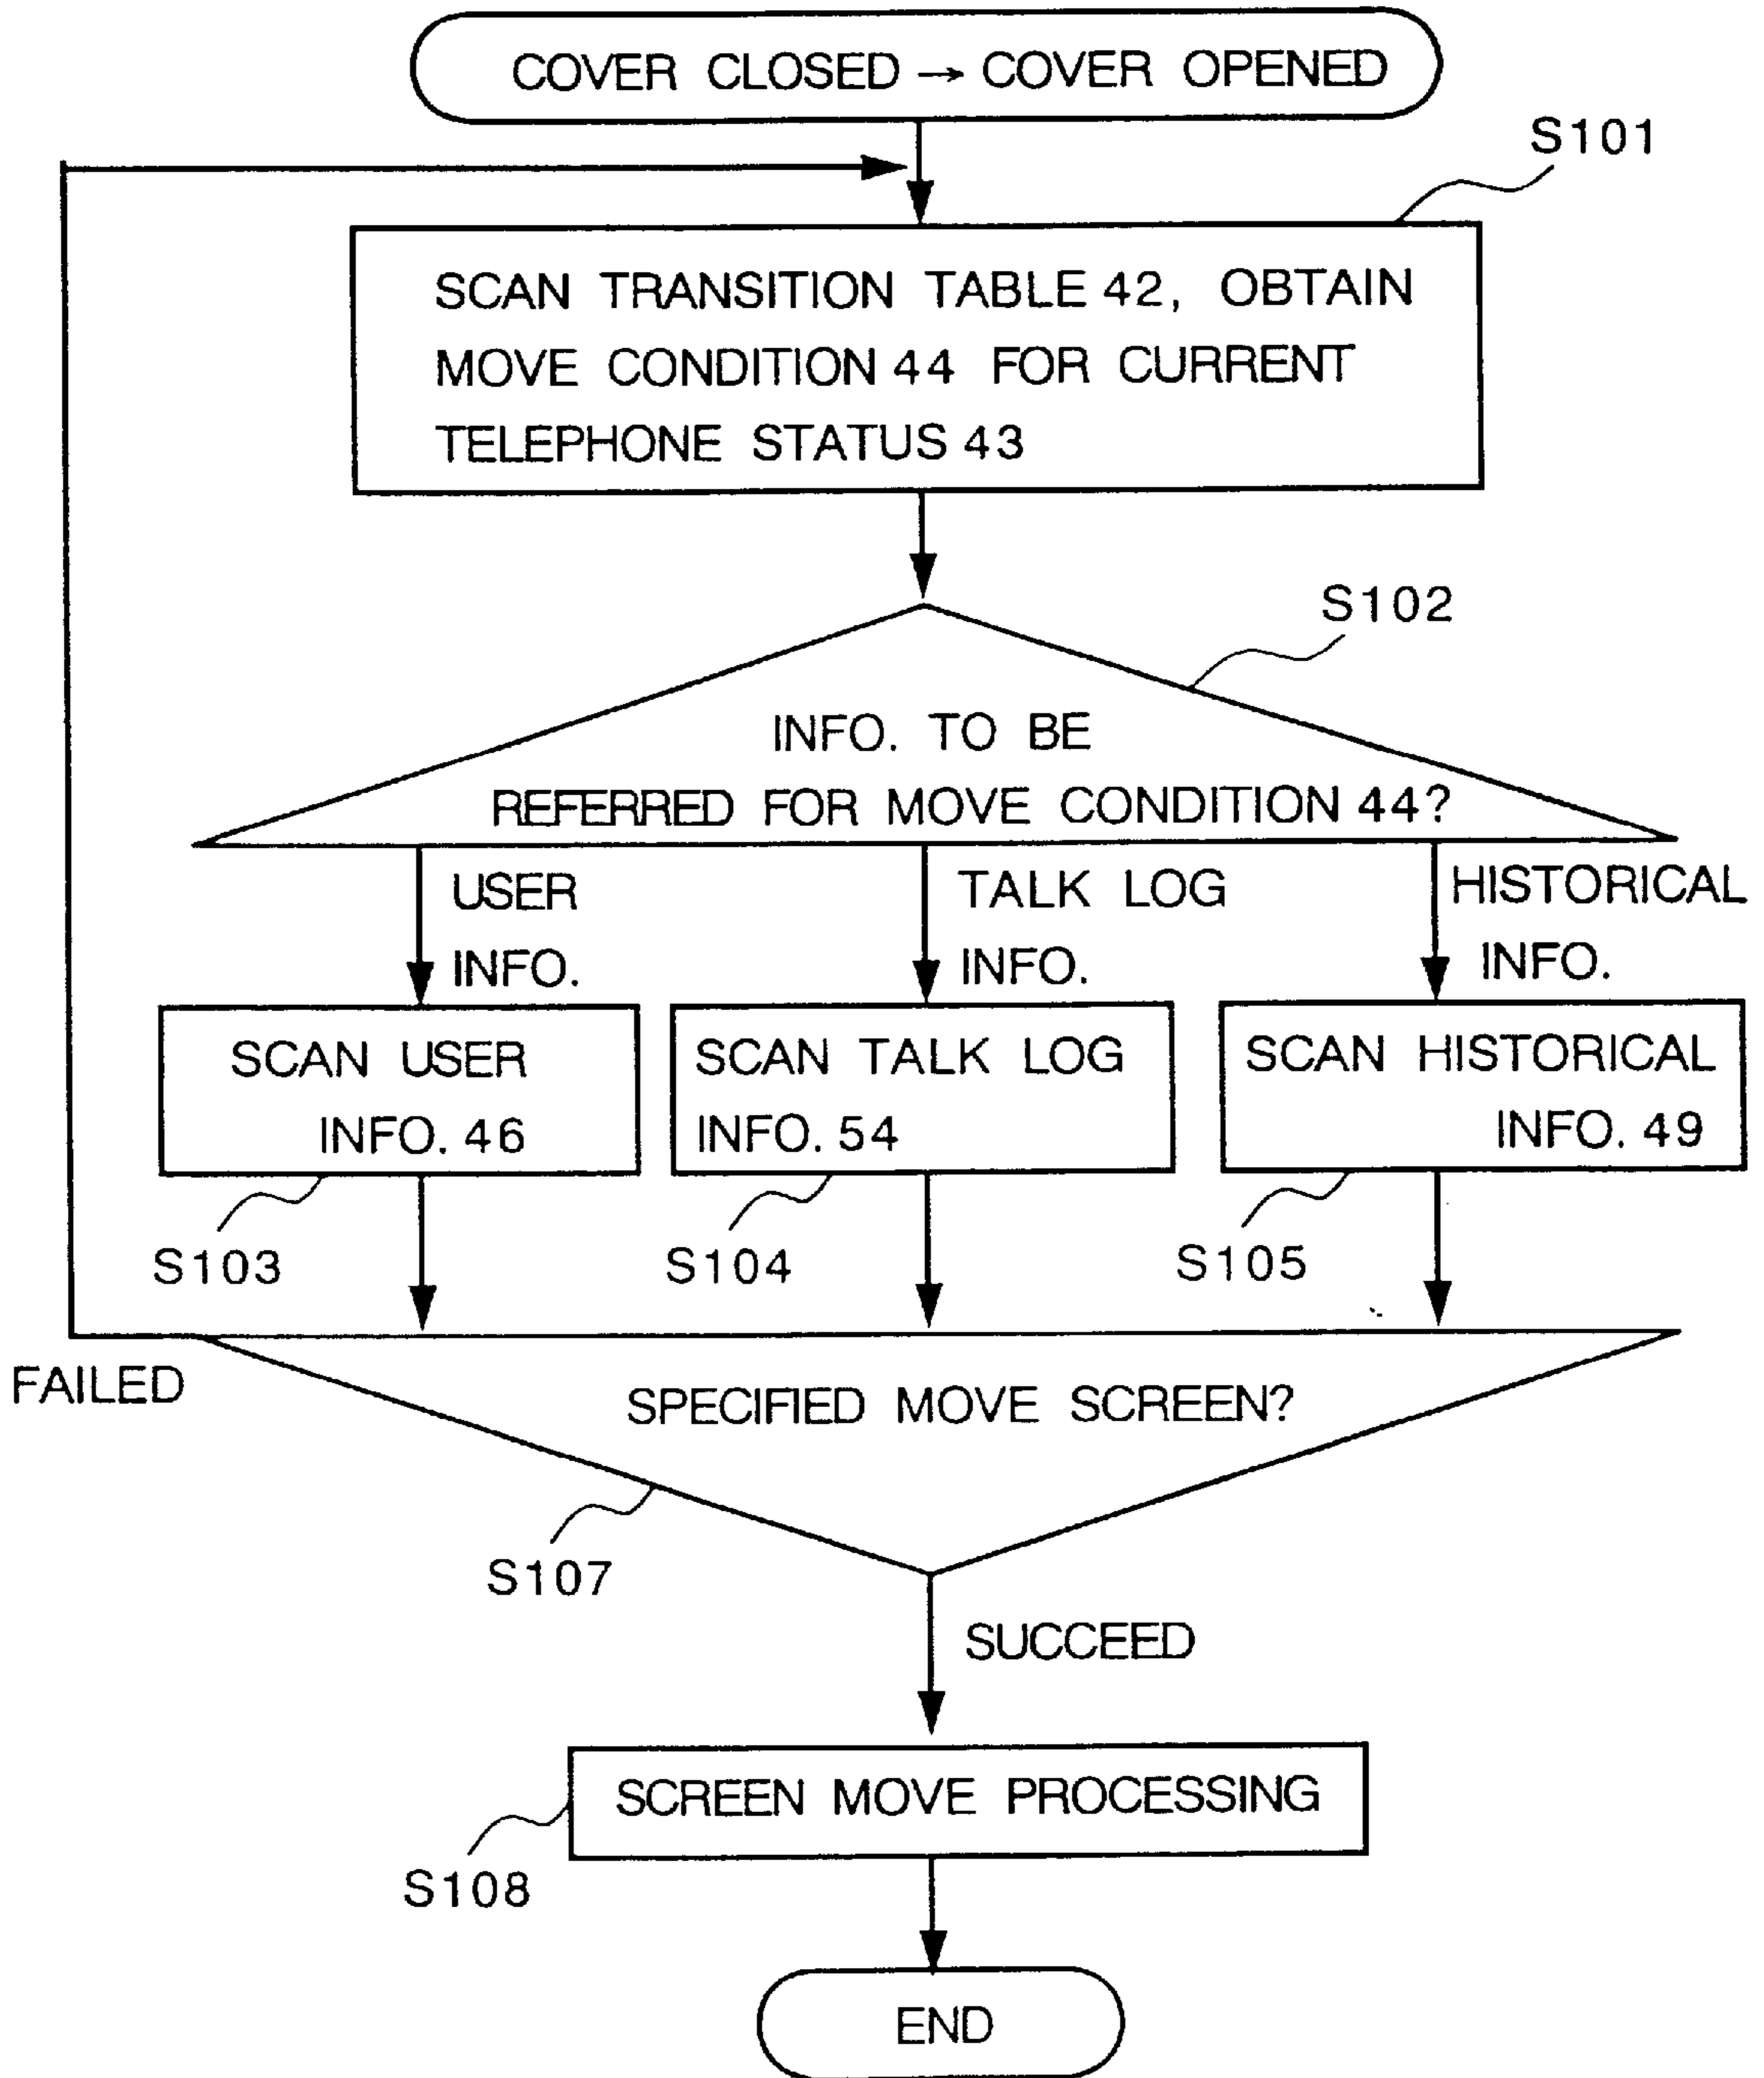 COVER CLOSED → COVER OPENED
S101
SCAN TRANSITION TABLE 42, OBTAIN
MOVE CONDITION 44 FOR CURRENT
TELEPHONE STATUS 43
S102
INFO. TO BE
REFERRED FOR MOVE CONDITION 44?
USER
INFO.
TALK LOG
INFO.
HISTORICAL
INFO.
SCAN USER
INFO. 46
SCAN TALK LOG
INFO. 54
SCAN HISTORICAL
INFO. 49
S103
S104
S105
FAILED
SPECIFIED MOVE SCREEN?
S107
SUCCEED
SCREEN MOVE PROCESSING
S108
END